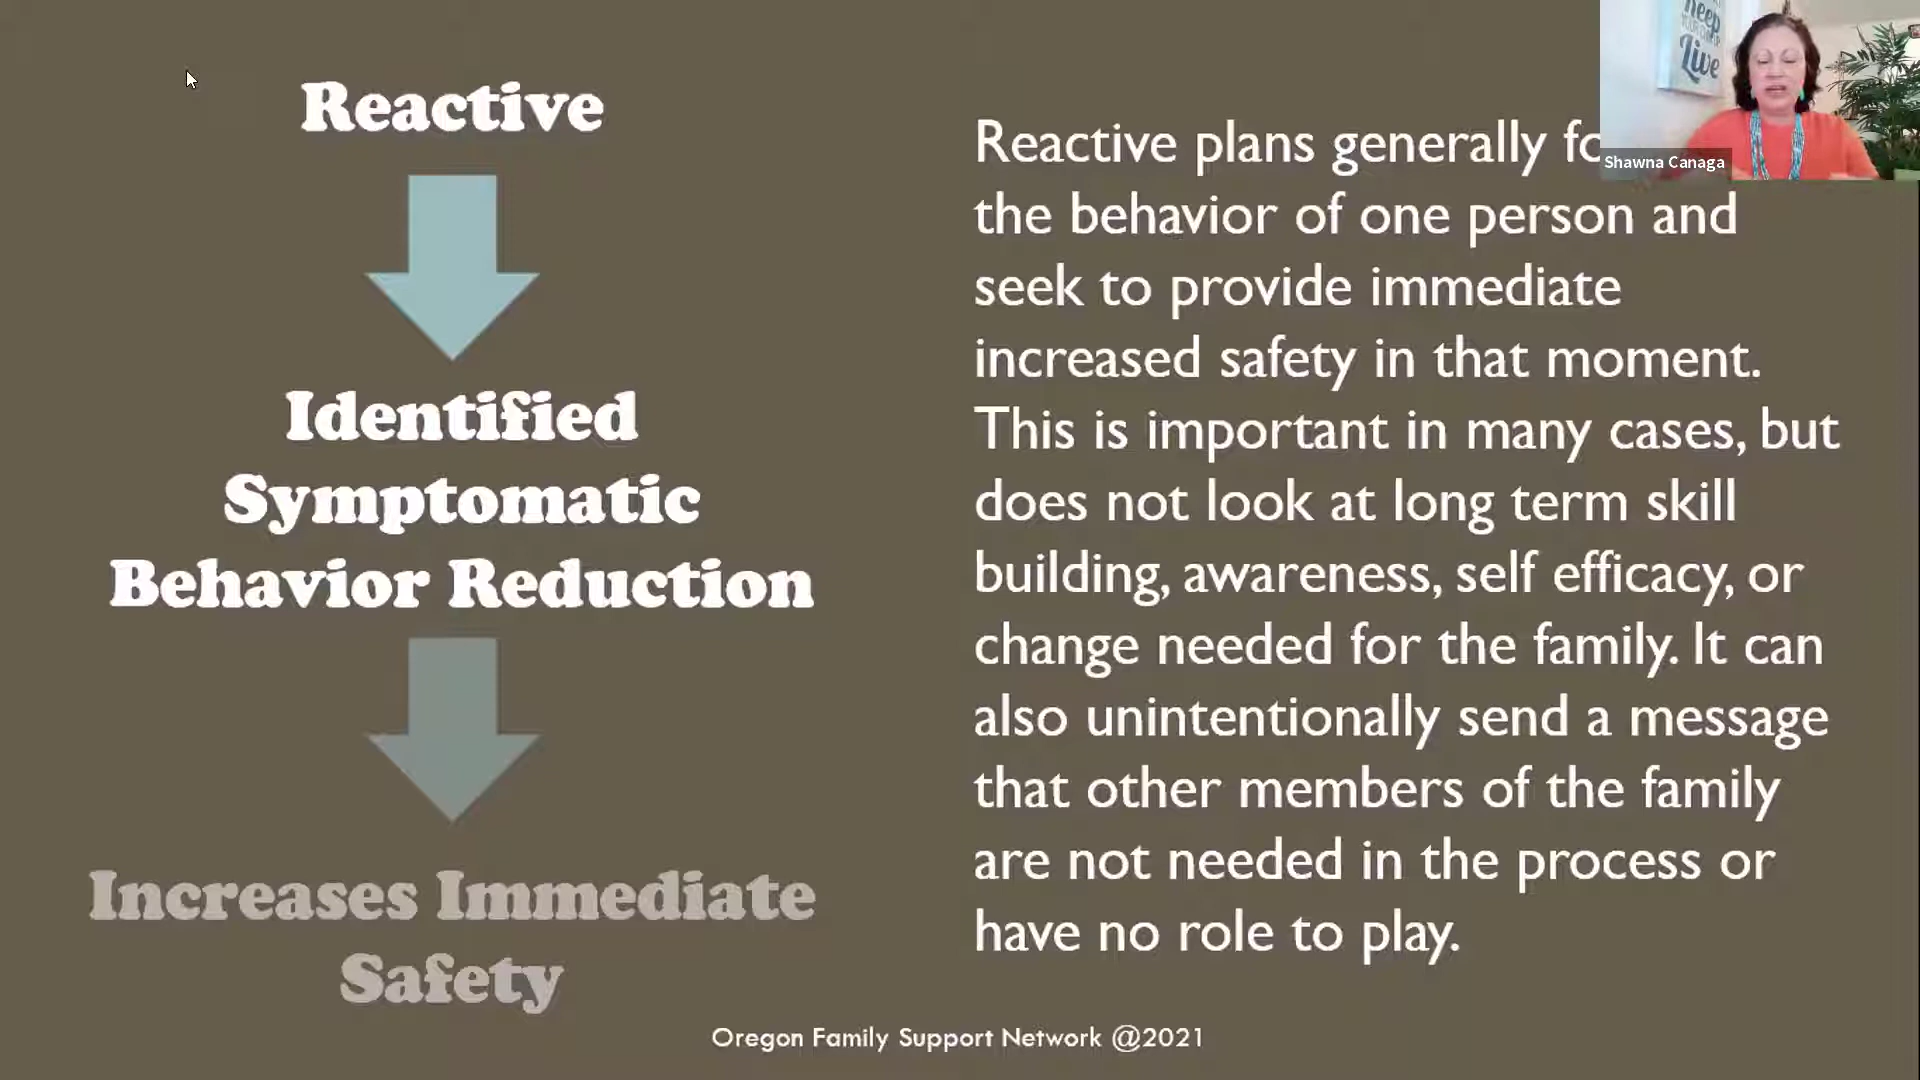 Reactive
Identified
Symptomatic
Behavior Reduction
Increases Immediate
Safety
Reactive plans generally
the behavior of one person and
seek to provide immediate
increased safety in that moment.
This is important in many cases, but
does not look at long term skill
building, awareness, self efficacy, or
change needed for the family. It can
also unintentionally send a message
that other members of the family
are not needed in the process or
have no role to play.
Oregon Family Support Network @2021
keep
Live
Shawna Canaga